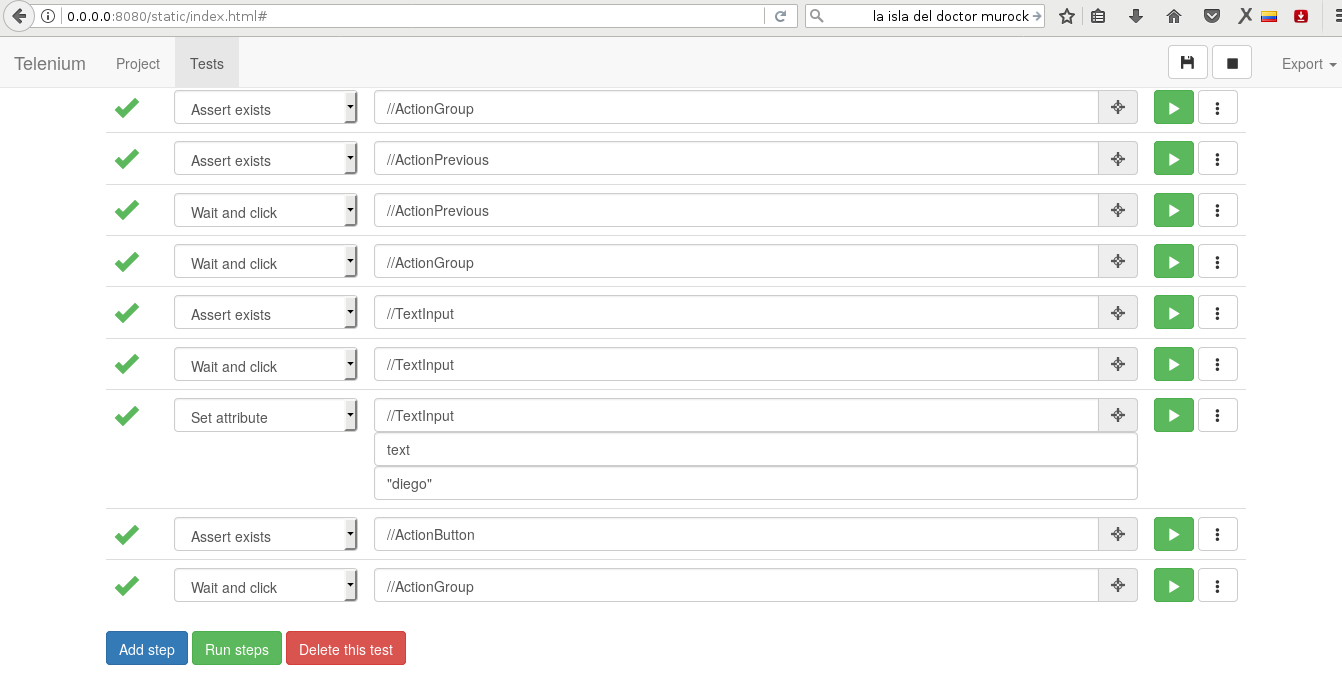 0.0.0.0:8080/static/index.html# la isla del doctor murock
Telenium Project Tests Export
Assert exists //ActionGroup
Assert exists //ActionPrevious
Wait and click //ActionPrevious
Wait and click //ActionGroup
Assert exists //TextInput
Wait and click //TextInput
Set attribute //TextInput
text
"diego"
Assert exists //ActionButton
Wait and click //ActionGroup
Add step Run steps Delete this test